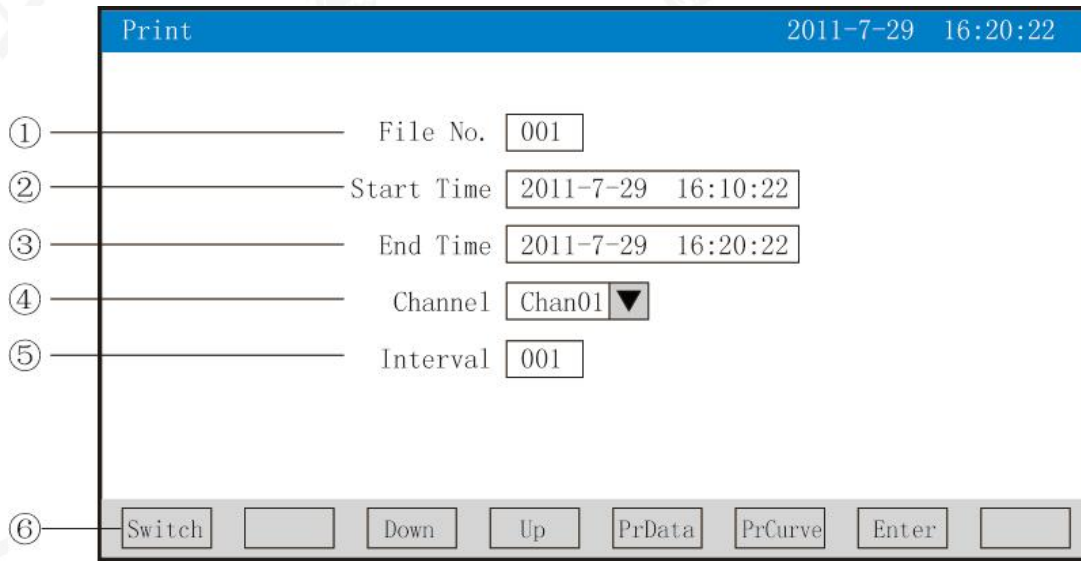 Print 2011-7-29 16:20:22
① File No. 001
② Start Time 2011-7-29 16:10:22
③ End Time 2011-7-29 16:20:22
④ Channel Chan01 ▼
⑤ Interval 001
⑥ Switch Down Up PrData PrCurve Enter